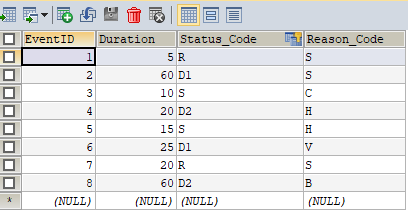 EventID Duration Status_Code Reason_Code
1 5 R S
2 60 D1 S
3 10 S C
4 20 D2 H
5 15 S H
6 25 D1 V
7 20 R S
8 60 D2 B
* (NULL) (NULL) (NULL) (NULL)